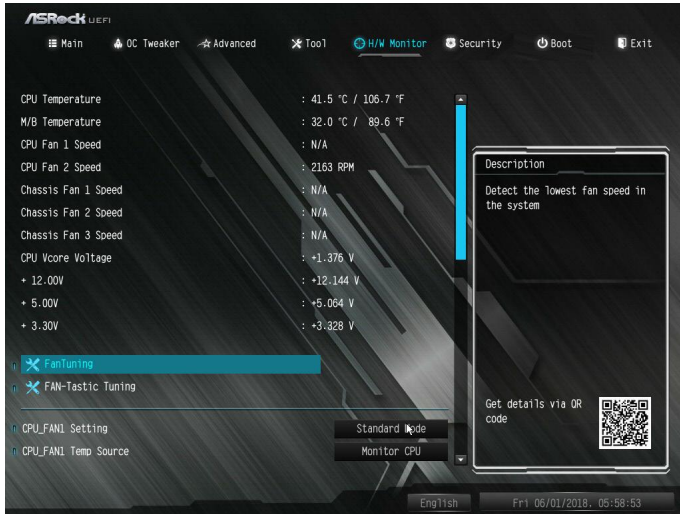 ASRock UEFI
Main OC Tweaker Advanced Tool H/W Monitor Security Boot Exit
CPU Temperature : 41.5 °C / 106.7 °F
M/B Temperature : 32.0 °C / 89.6 °F
CPU Fan 1 Speed : N/A
CPU Fan 2 Speed : 2163 RPM
Chassis Fan 1 Speed : N/A
Chassis Fan 2 Speed : N/A
Chassis Fan 3 Speed : N/A
CPU Vcore Voltage : +1.376 V
+ 12.00V : +12.144 V
+ 5.00V : +5.064 V
+ 3.30V : +3.328 V
FanTuning
FAN-Tastic Tuning
CPU_FAN1 Setting Standard Mode
CPU_FAN1 Temp Source Monitor CPU
Description
Detect the lowest fan speed in
the system
Get details via QR
code
English Fri 06/01/2018. 05:58:53